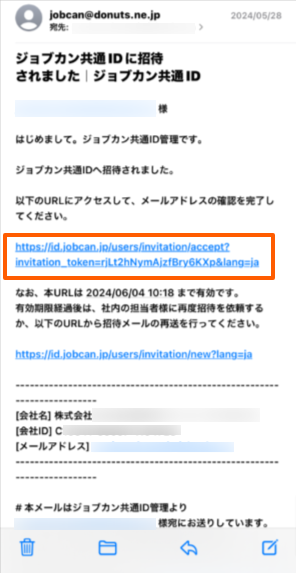 jobcan@donuts.ne.jp
2024/05/28
宛先:
ジョブカン共通IDに招待
されました｜ジョブカン共通ID
様
はじめまして。ジョブカン共通ID管理です。
ジョブカン共通IDへ招待されました。
以下のURLにアクセスして、メールアドレスの確認を完了し
てください。
https://id.jobcan.jp/users/invitation/accept?
invitation_token=rjLt2hNymAjzfBry6KXp&lang=ja
なお、本URLは 2024/06/04 10:18 まで有効です。
有効期限経過後は、社内の担当者様に再度招待を依頼する
か、以下のURLから招待メールの再送を行ってください。
https://id.jobcan.jp/users/invitation/new?lang=ja
[会社名] 株式会社
[会社ID] C
[メールアドレス]
# 本メールはジョブカン共通ID管理より
様宛にお送りしています。